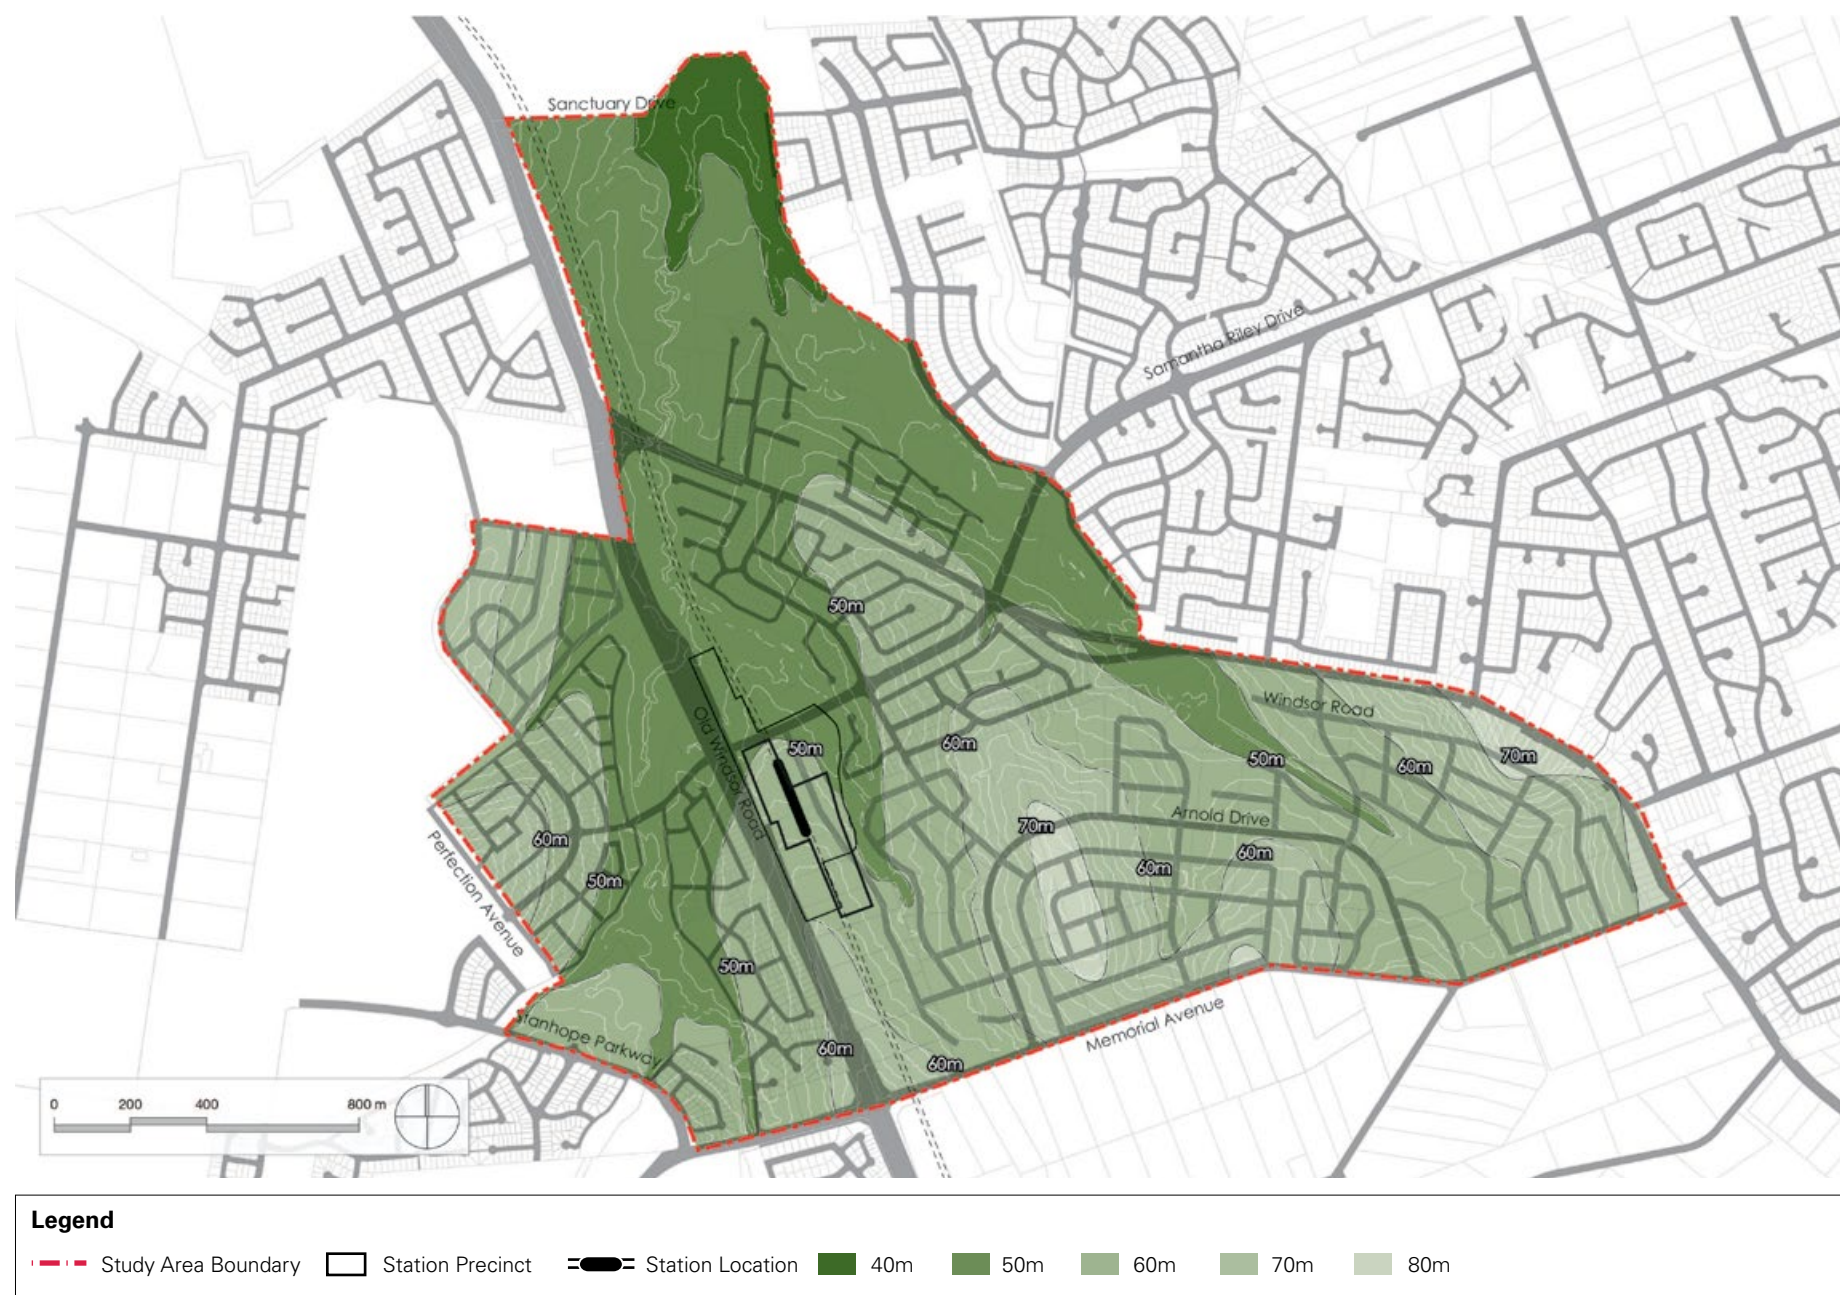 Sanctuary Drive
Samantha Riley Drive
50m
Windsor Road
Old Windsor Road
50m
60m
50m
60m
70m
Arnold Drive
70m
60m
50m
60m
60m
Perfection Avenue
50m
Memorial Avenue
Stanhope Parkway
60m
60m
0 200 400 800 m
Legend
Study Area Boundary Station Precinct Station Location 40m 50m 60m 70m 80m